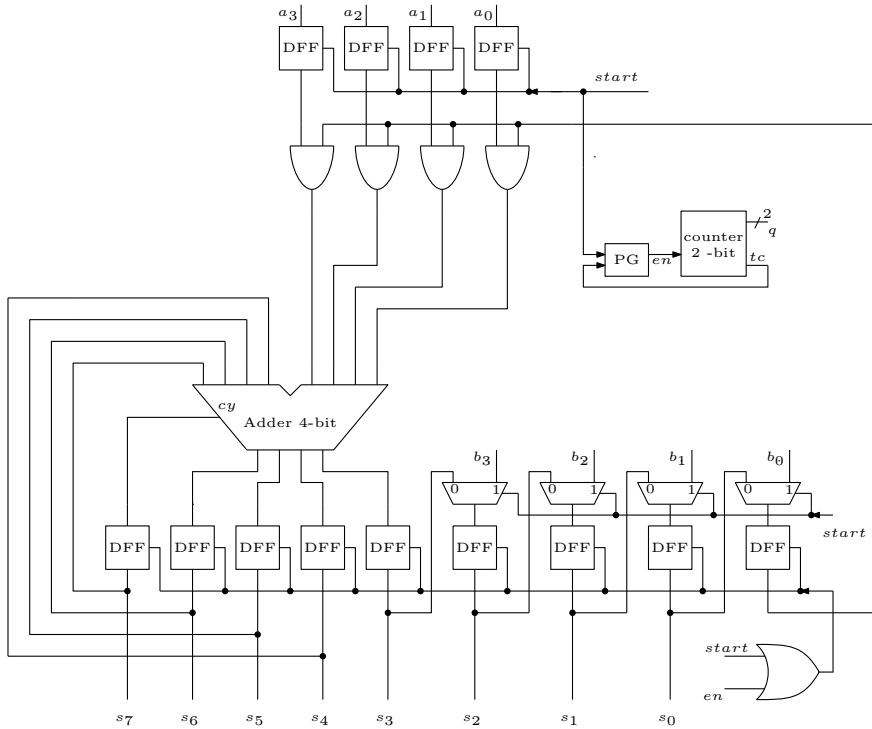 a3 a2 a1 a0
DFF DFF DFF DFF
start
2
q
counter
2 -bit
tc
PG
en
cy
Adder 4-bit
b3 b2 b1 b0
0 1 0 1 0 1 0 1
start
DFF DFF DFF DFF DFF DFF DFF DFF DFF
start
en
s7 s6 s5 s4 s3 s2 s1 s0